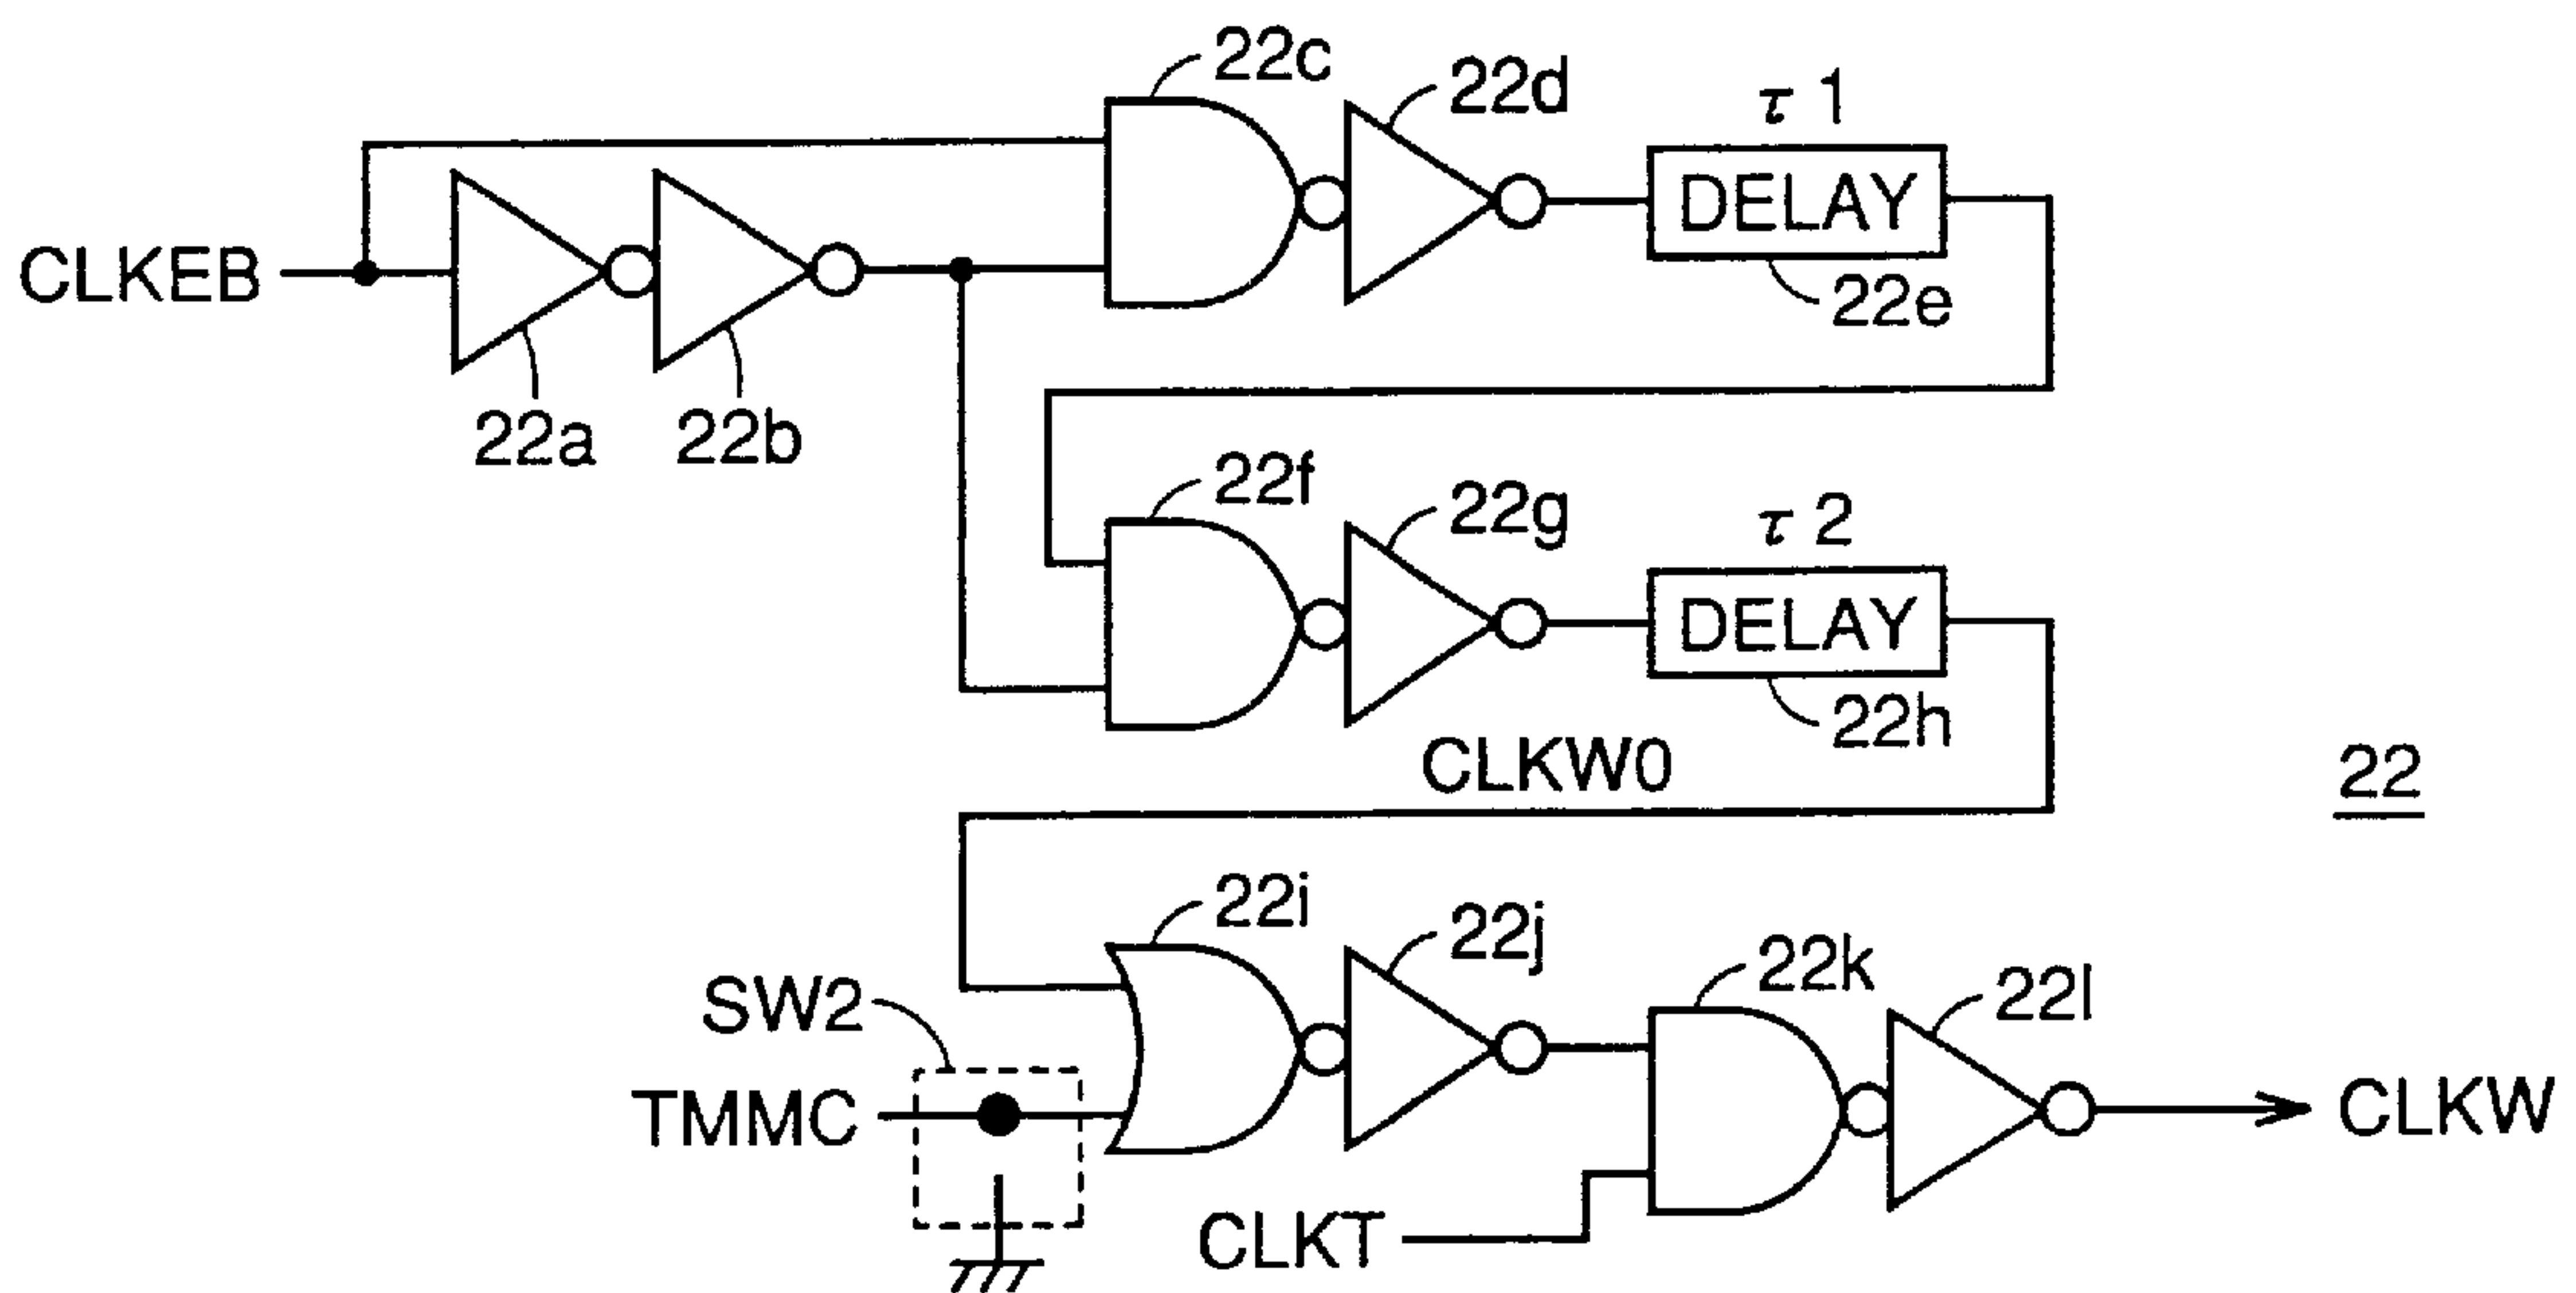 22c
22d
τ 1
DELAY
22e
CLKEB
22a
22b
22f
22g
τ 2
DELAY
22h
CLKW0
22
22i
22j
22k
22l
SW2
TMMC
CLKT
CLKW